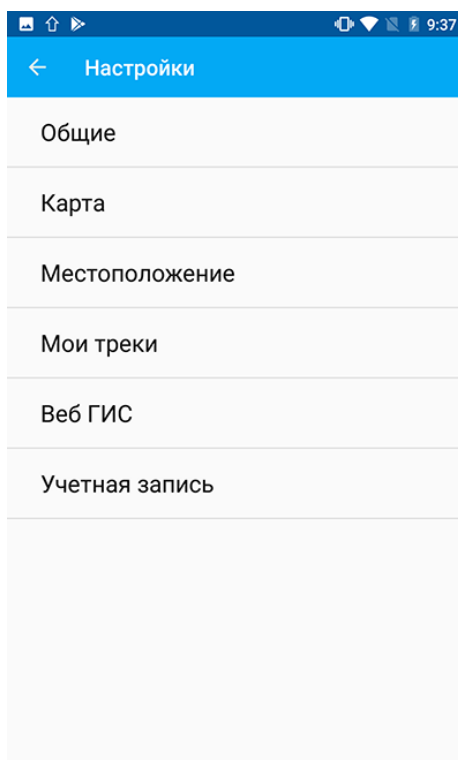 9:37
Настройки
Общие
Карта
Местоположение
Мои треки
Веб ГИС
Учетная запись